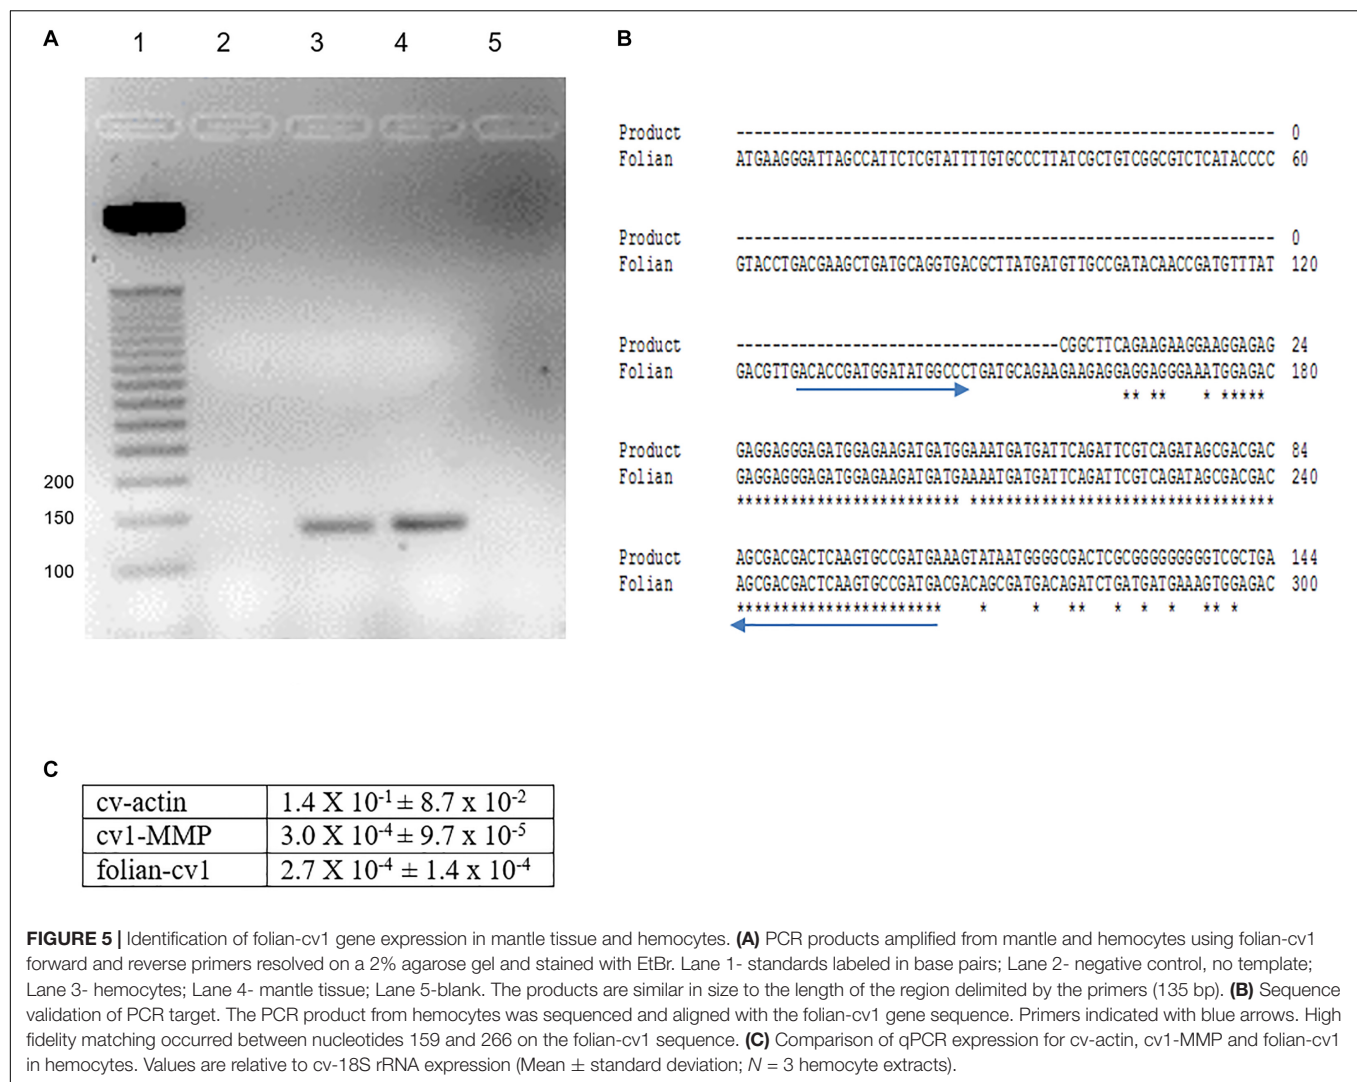 A
1 2 3 4 5
200
150
100
B
Product ------------------------------------------------------------ 0
Folian ATGAAGGGATTAGCCATTCTCGTATTTTGTGCCCTTATCGCTGTCGGCGTCTCATACCCC 60
Product ------------------------------------------------------------ 0
Folian GTACCTGACGAAGCTGATGCAGGTGACGCTTATGATGTTGCCGATACAACCGATGTTTAT 120
Product ------------------------------------CGGCTTCAGAAGAAGGAAGGAGAG 24
Folian GACGTTGACACCGATGGATATGGCCCTGATGCAGAAGAAGAGGAGGAGGGAAATGGAGAC 180
** ** * *****
Product GAGGAGGGAGATGGAGAAGATGATGGAAATGATGATTCAGATTCGTCAGATAGCGACGAC 84
Folian GAGGAGGGAGATGGAGAAGATGATGAAAATGATGATTCAGATTCGTCAGATAGCGACGAC 240
************************* **********************************
Product AGCGACGACTCAAGTGCCGATGAAAGTATAATGGGGCGACTCGCGGGGGGGGGTCGCTGA 144
Folian AGCGACGACTCAAGTGCCGATGACGACAGCGATGACAGATCTGATGATGAAAGTGGAGAC 300
*********************** * * ** * * * ** *
C
cv-actin 1.4 X 10-1 ± 8.7 x 10-2
cv1-MMP 3.0 X 10-4 ± 9.7 x 10-5
folian-cv1 2.7 X 10-4 ± 1.4 x 10-4
FIGURE 5 | Identification of folian-cv1 gene expression in mantle tissue and hemocytes. (A) PCR products amplified from mantle and hemocytes using folian-cv1
forward and reverse primers resolved on a 2% agarose gel and stained with EtBr. Lane 1- standards labeled in base pairs; Lane 2- negative control, no template;
Lane 3- hemocytes; Lane 4- mantle tissue; Lane 5-blank. The products are similar in size to the length of the region delimited by the primers (135 bp). (B) Sequence
validation of PCR target. The PCR product from hemocytes was sequenced and aligned with the folian-cv1 gene sequence. Primers indicated with blue arrows. High
fidelity matching occurred between nucleotides 159 and 266 on the folian-cv1 sequence. (C) Comparison of qPCR expression for cv-actin, cv1-MMP and folian-cv1
in hemocytes. Values are relative to cv-18S rRNA expression (Mean ± standard deviation; N = 3 hemocyte extracts).